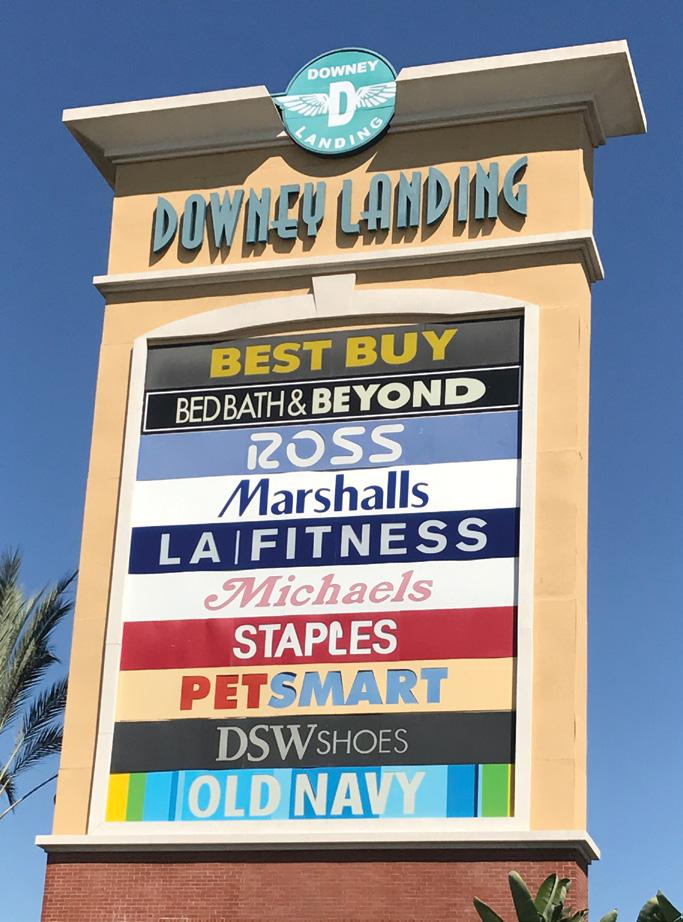 DOWNEY
D
LANDING
DOWNEY LANDING
BEST BUY
BED BATH & BEYOND
ROSS
Marshalls
LA|FITNESS
Michaels
STAPLES
PETSMART
DSW SHOES
OLD NAVY